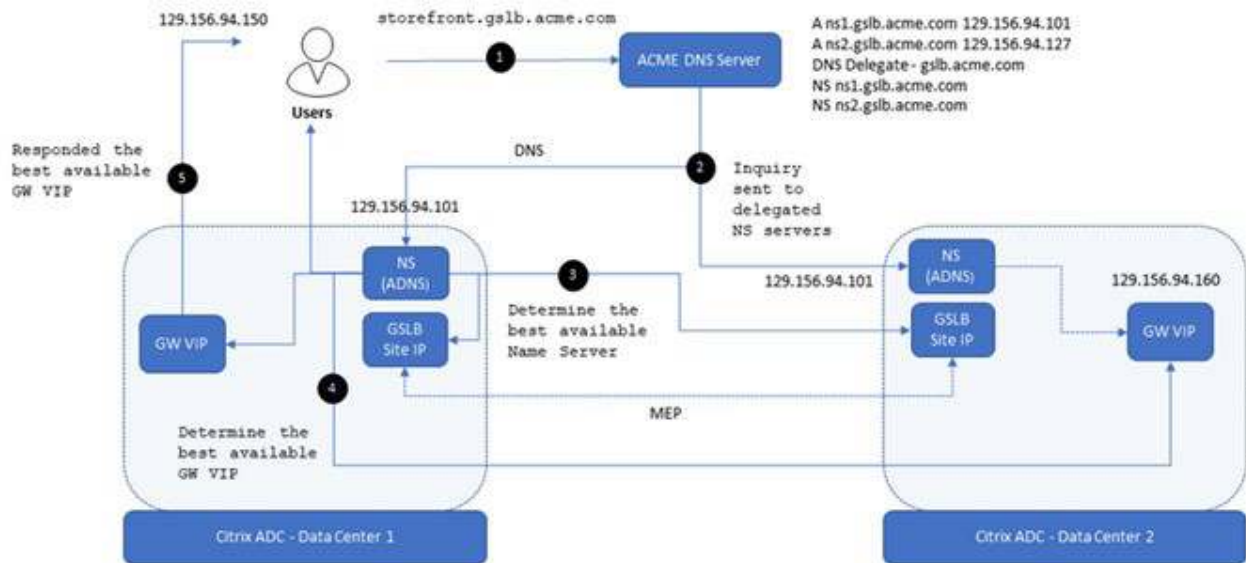 129.156.94.150
storefront.gslb.acme.com
1
ACME DNS Server
A ns1.gslb.acme.com 129.156.94.101
A ns2.gslb.acme.com 129.156.94.127
DNS Delegate - gslb.acme.com
NS ns1.gslb.acme.com
NS ns2.gslb.acme.com
Users
Responded the
best available
GW VIP
5
DNS
2
Inquiry
sent to
delegated
NS servers
129.156.94.101
NS
(ADNS)
3
Determine the
best available
Name Server
129.156.94.101
NS
(ADNS)
129.156.94.160
GW VIP
GSLB
Site IP
GSLB
Site IP
GW VIP
4
MEP
Determine the
best available
GW VIP
Citrix ADC - Data Center 1
Citrix ADC - Data Center 2